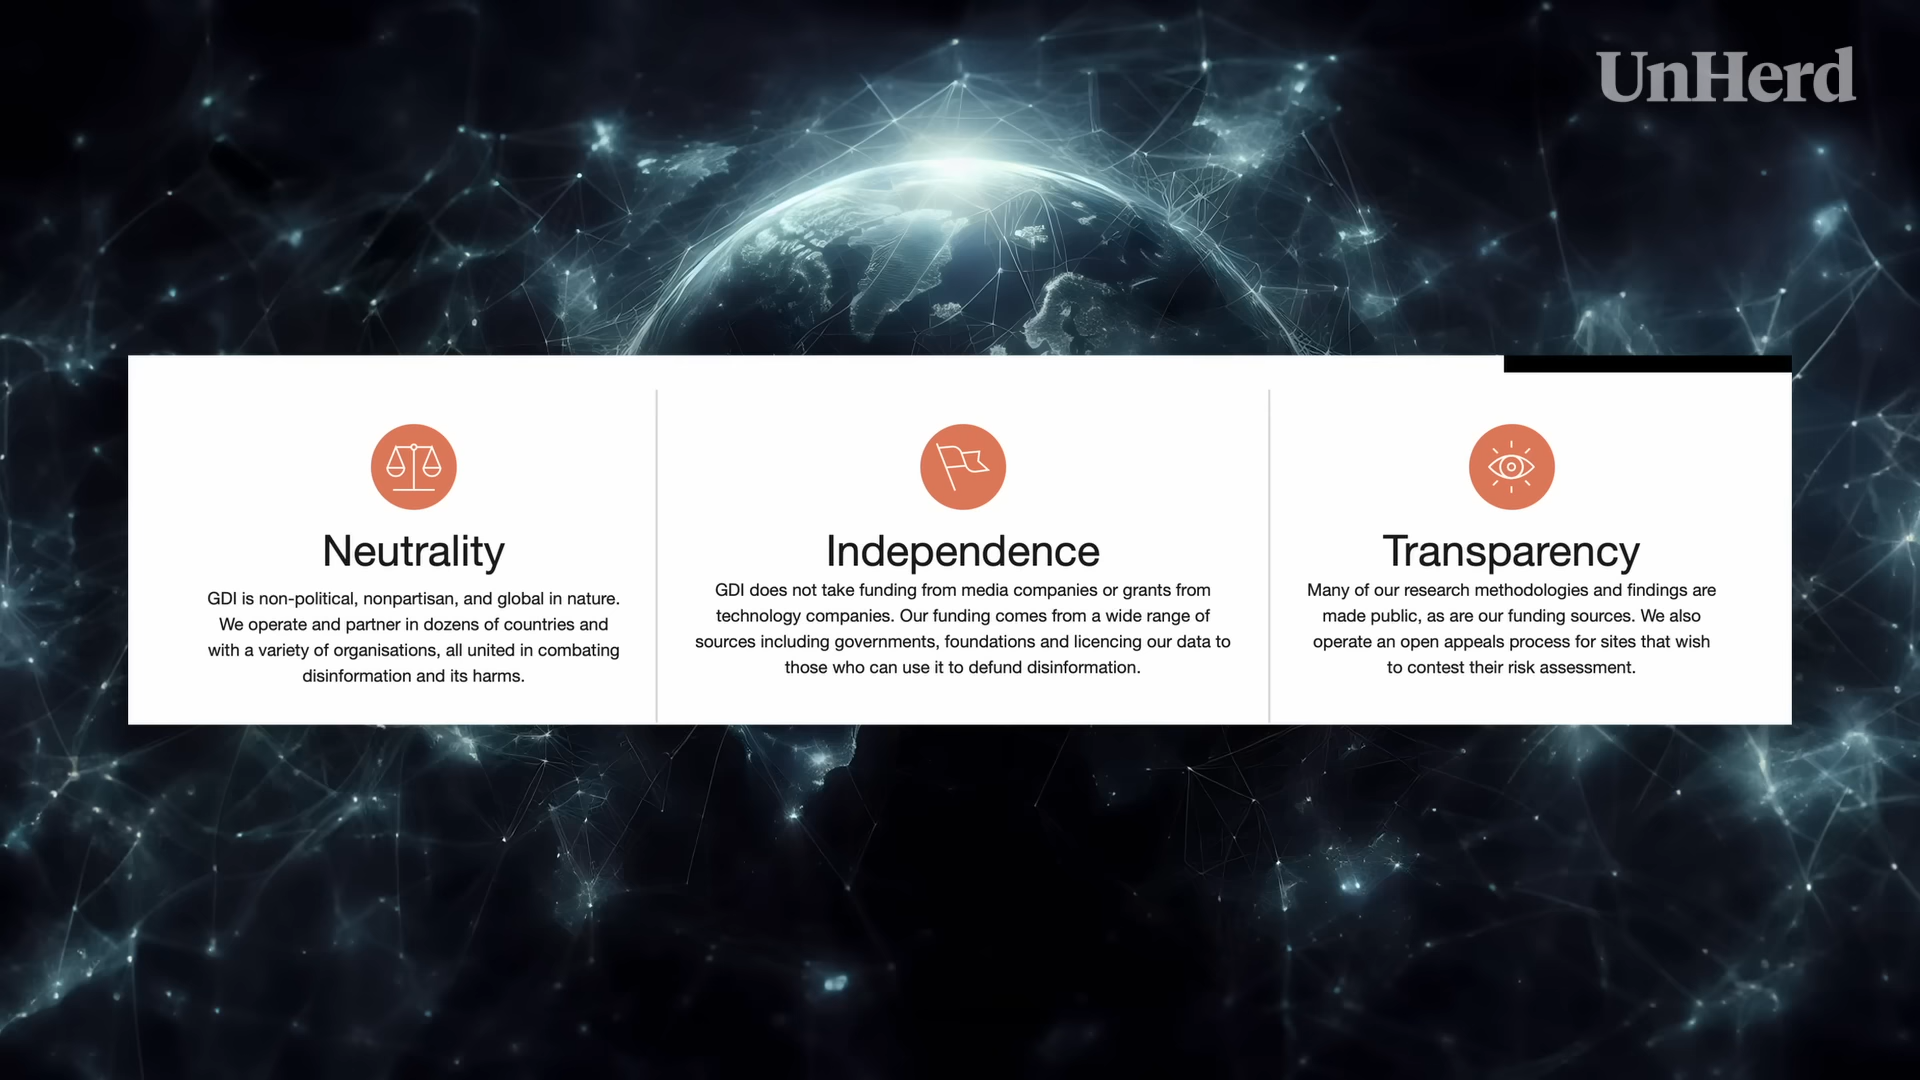 UnHerd
Neutrality
GDI is non-political, nonpartisan, and global in nature.
We operate and partner in dozens of countries and
with a variety of organisations, all united in combating
disinformation and its harms.
Independence
GDI does not take funding from media companies or grants from
technology companies. Our funding comes from a wide range of
sources including governments, foundations and licencing our data to
those who can use it to defund disinformation.
Transparency
Many of our research methodologies and findings are
made public, as are our funding sources. We also
operate an open appeals process for sites that wish
to contest their risk assessment.